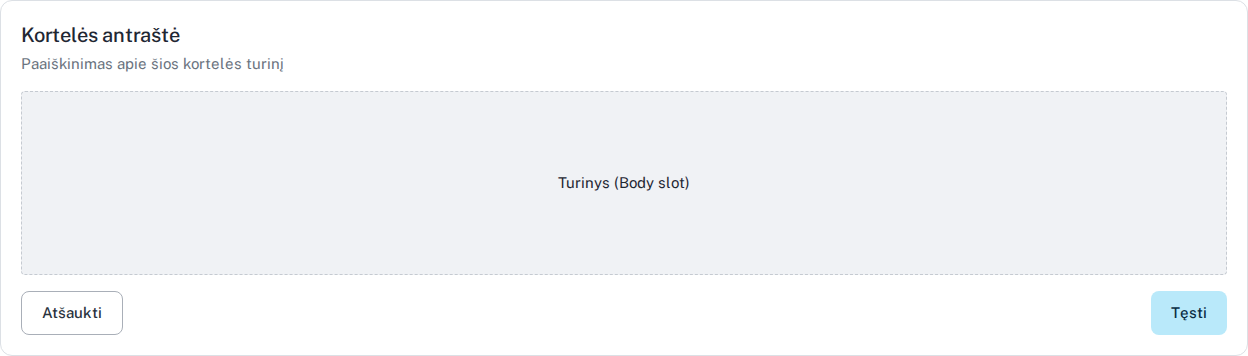 Kortelės antraštė
Paaiškinimas apie šios kortelės turinį
Turinys (Body slot)
Atšaukti
Tęsti